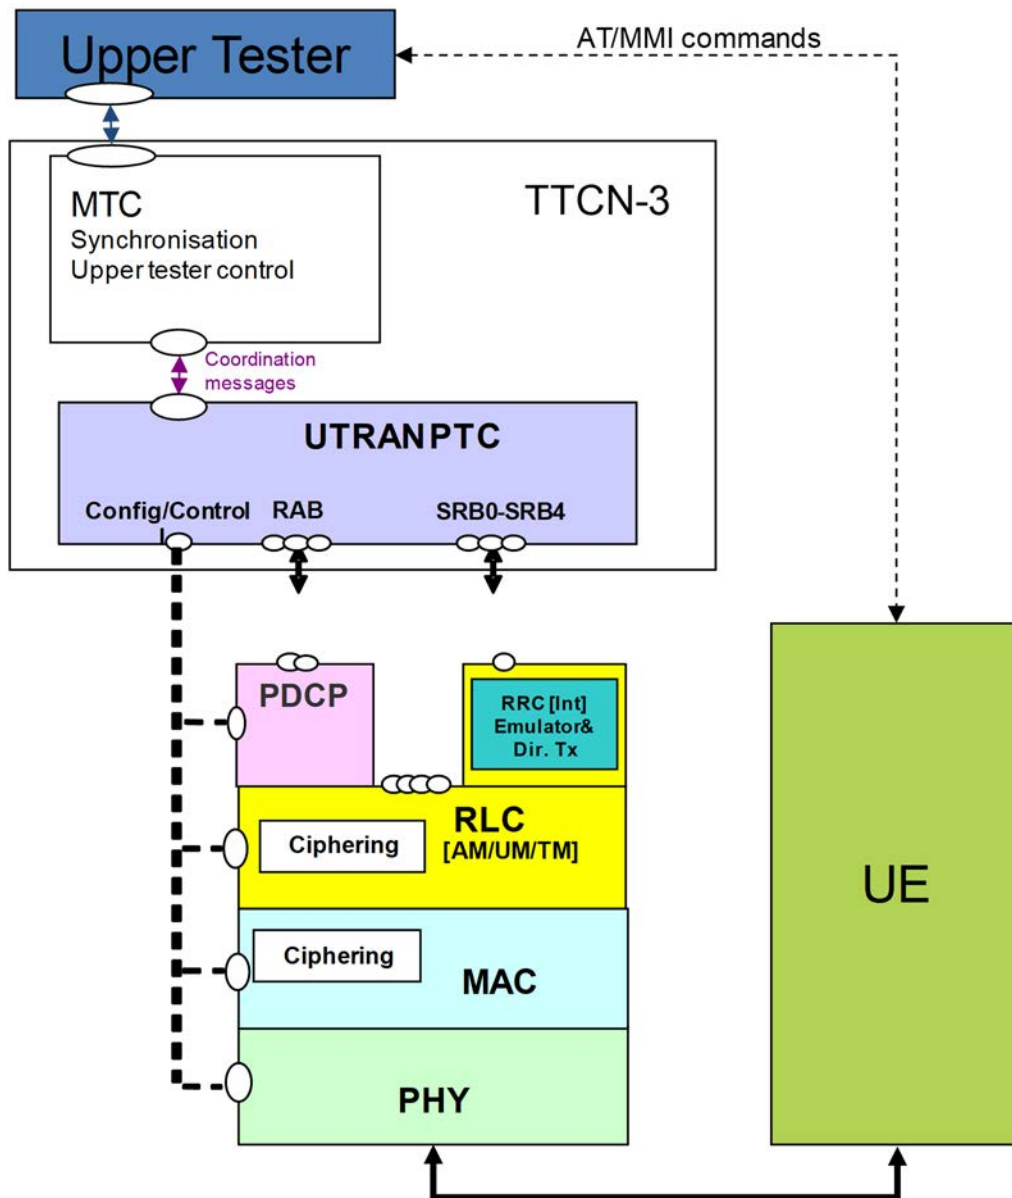 Upper Tester
AT/MMI commands
TTCN-3
MTC
Synchronisation
Upper tester control
Coordination
messages
UTRANPTC
Config/Control
RAB
SRB0-SRB4
PDCP
RRC [Int]
Emulator&
Dir. Tx
RLC
[AM/UM/TM]
Ciphering
Ciphering
MAC
PHY
UE